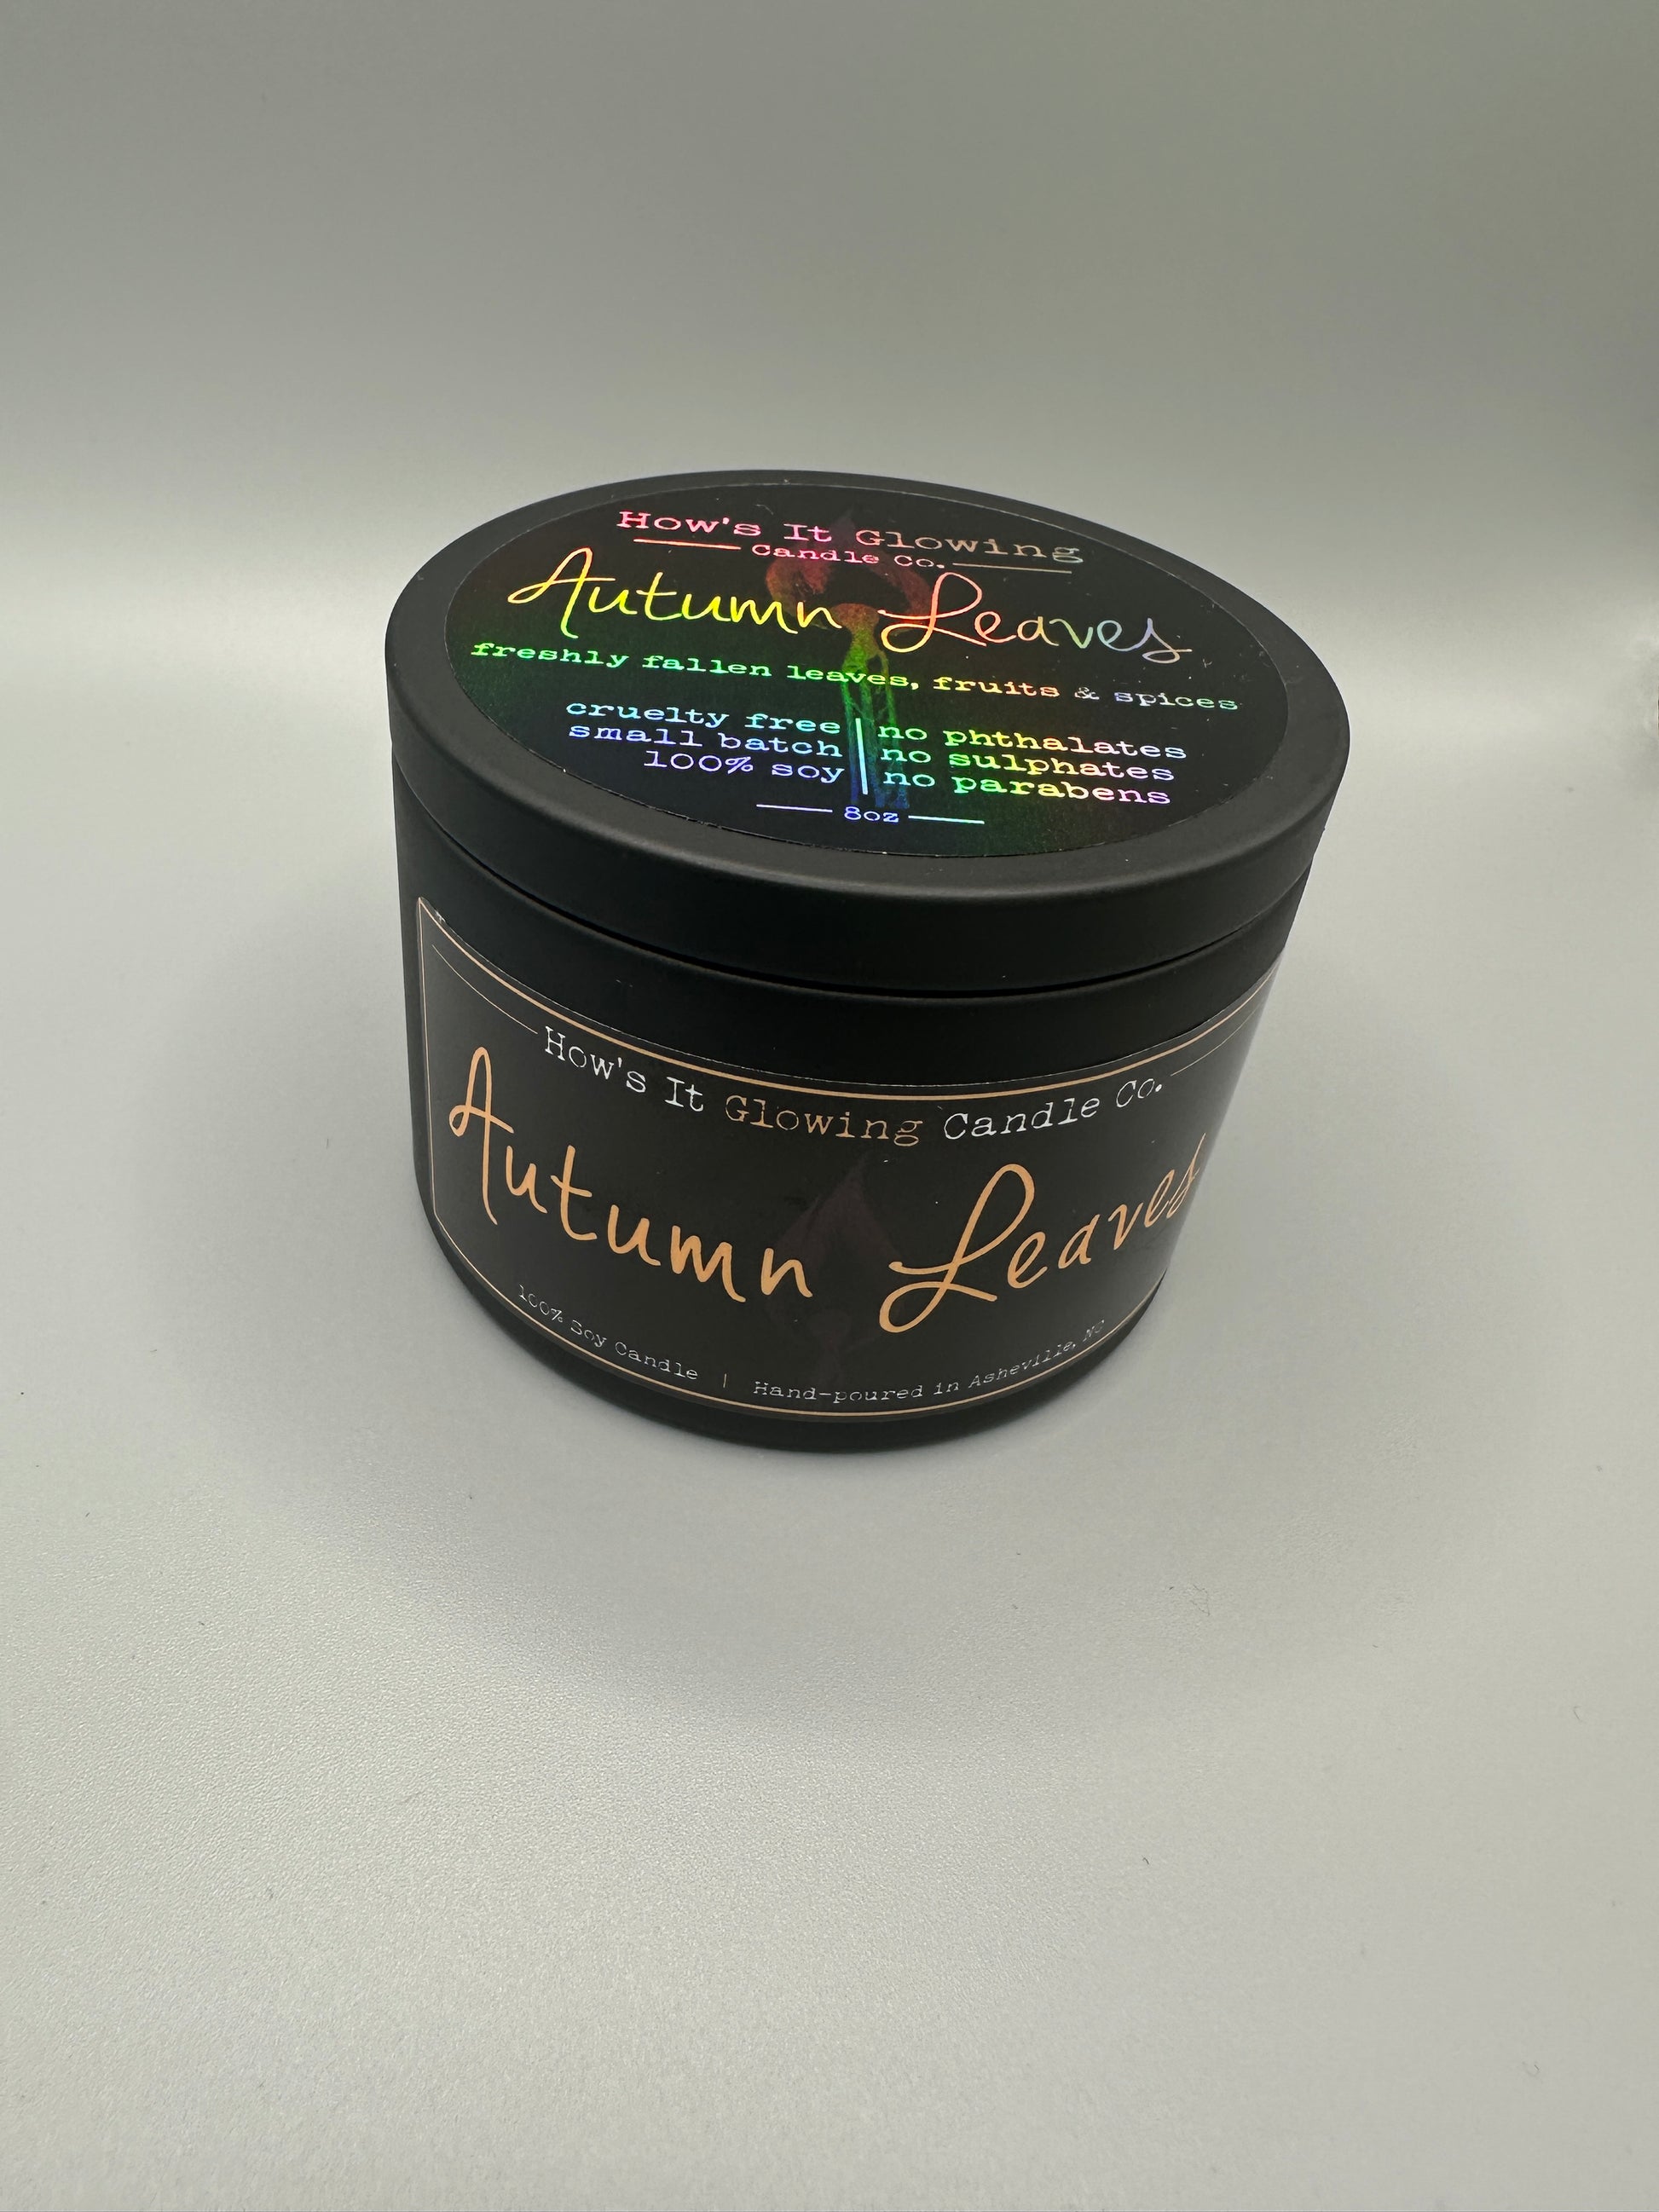 How's It Glowing
Candle Co.
Autumn Leaves
freshly fallen leaves, fruits & spices
cruelty free | no phthalates
small batch | no sulphates
100% soy | no parabens
8oz
How's It Glowing Candle Co.
Autumn Leaves
100% Soy Candle | Hand-poured in Asheville, NC